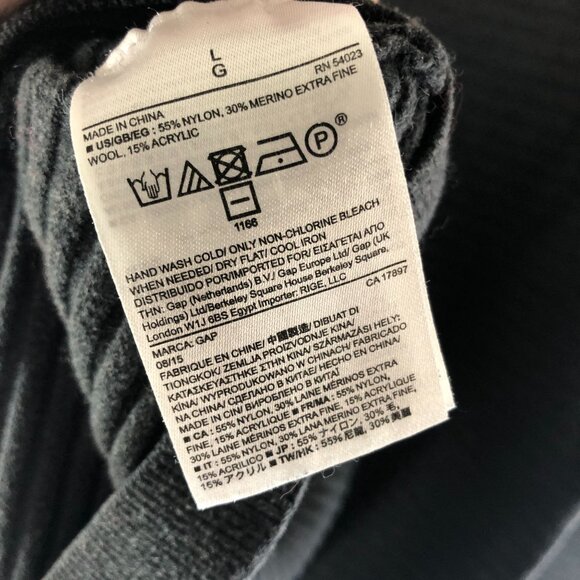 L
G
RN 54023
MADE IN CHINA
■ US/GB/EG : 55% NYLON, 30% MERINO EXTRA FINE
WOOL, 15% ACRYLIC
P®
1166
HAND WASH COLD/ ONLY NON-CHLORINE BLEACH
WHEN NEEDED/ DRY FLAT/ COOL IRON
DISTRIBUIDO POR/IMPORTED FOR/ ΕΙΣΑΓΕΤΑΙ ΑΠΟ
ΤΗΝ: Gap (Netherlands) B.V./ Gap Europe Ltd/ Gap (UK
Holdings) Ltd/Berkeley Square House Berkeley Square,
London W1J 6BS Egypt Importer: RIGE, LLC
CA 17897
MARCA: GAP
08/15
FABRIQUE EN CHINE/ 中國製造/ DIBUAT DI
TIONGKOK/ ZEMLJA PROIZVODNJE KINA/
ΚΑΤΑΣΚΕΥΑΣΤΗΚΕ ΣΤΗΝ ΚΙΝΑ/ SZÁRMAZÁSI HELY:
KÍNA/ WYPRODUKOWANO W CHINACH/ FABRICADO
NA CHINA/ СДЕЛАНО В КИТАЕ/ HECHO EN CHINA/
MADE IN CIN/ ВИРОБЛЕНО В КИТАЇ
■ CA : 55% NYLON, 30% LAINE MÉRINOS EXTRA
FINE, 15% ACRYLIQUE ■ FR/MA : 55% NYLON,
30% LAINE MÉRINOS EXTRA FINE, 15% ACRYLIQUE
■ IT : 55% NYLON, 30% LANA MERINO EXTRA FINE,
15% ACRILICO ■ JP : 55% ナイロン, 30% 毛,
15% アクリル ■ TW/HK : 55% 尼龍, 30% 美麗